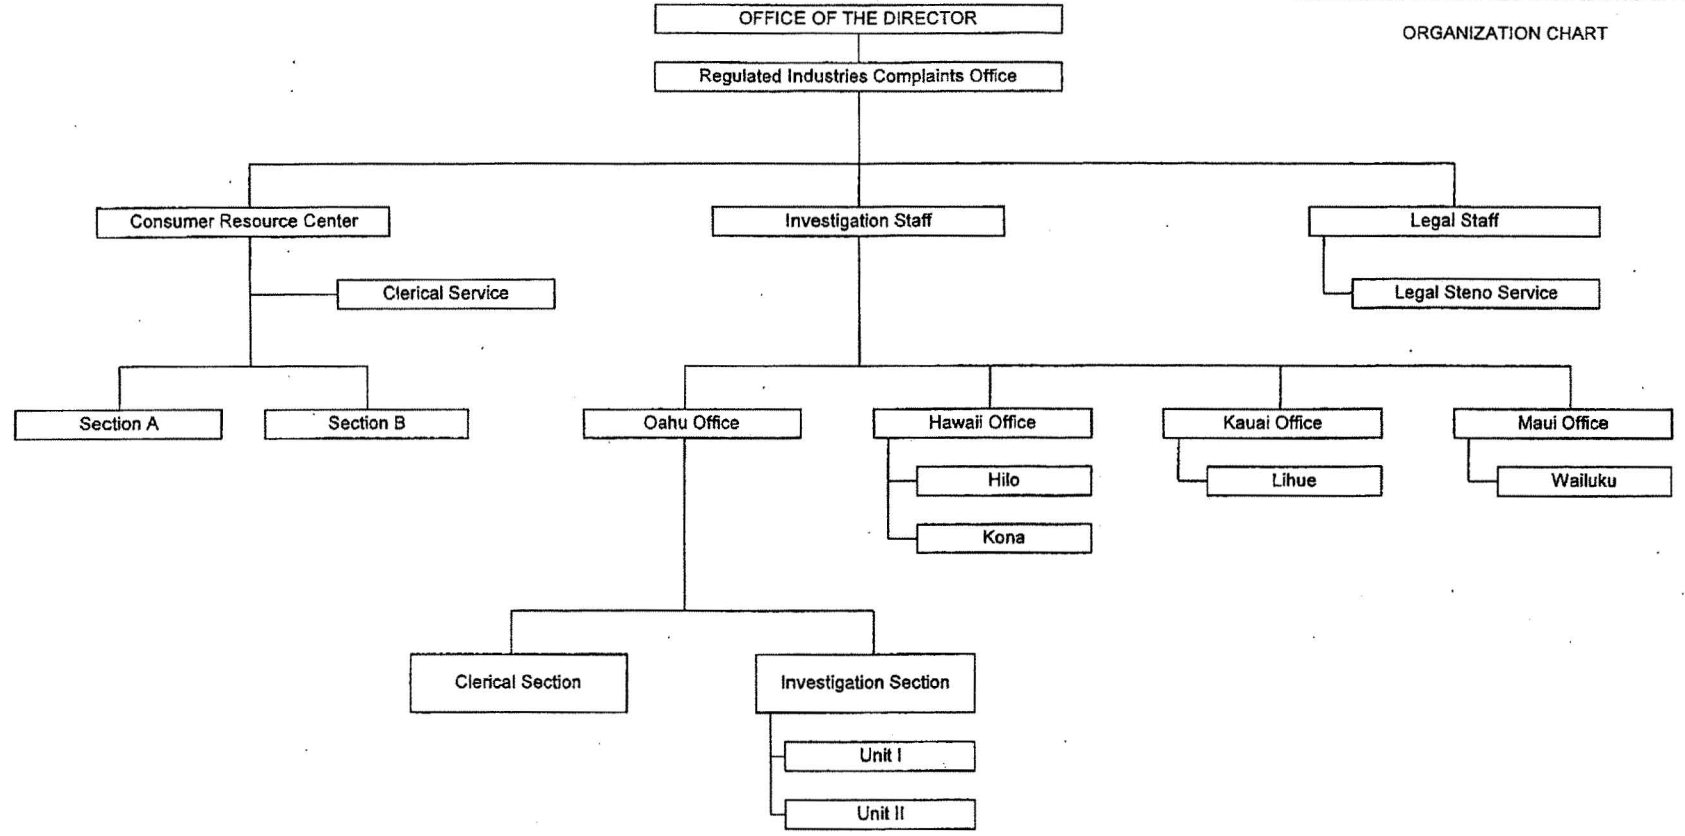 OFFICE OF THE DIRECTOR
ORGANIZATION CHART
Regulated Industries Complaints Office
Consumer Resource Center
Investigation Staff
Legal Staff
Clerical Service
Legal Steno Service
Section A
Section B
Oahu Office
Hawaii Office
Kauai Office
Maui Office
Hilo
Lihue
Wailuku
Kona
Clerical Section
Investigation Section
Unit I
Unit II